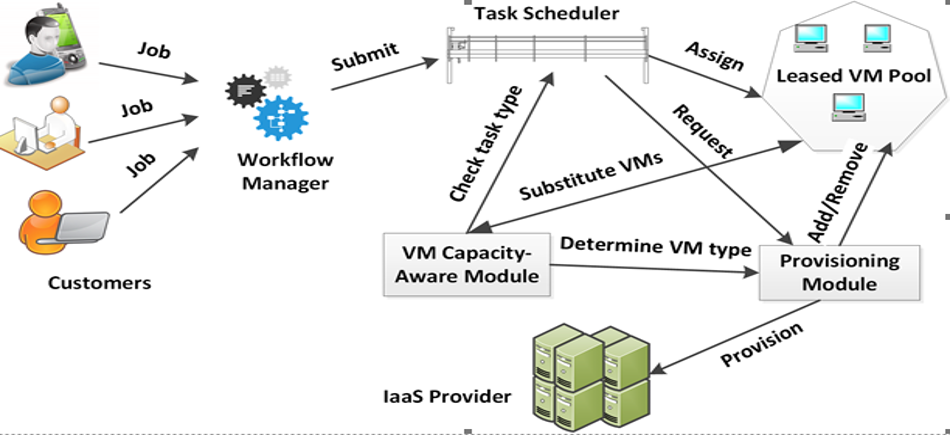 Task Scheduler
Job
Submit
Assign
Leased VM Pool
Job
Workflow
Manager
Job
Check task type
Request
Substitute VMs
Add/Remove
Customers
VM Capacity-
Aware Module
Determine VM type
Provisioning
Module
Provision
IaaS Provider
F